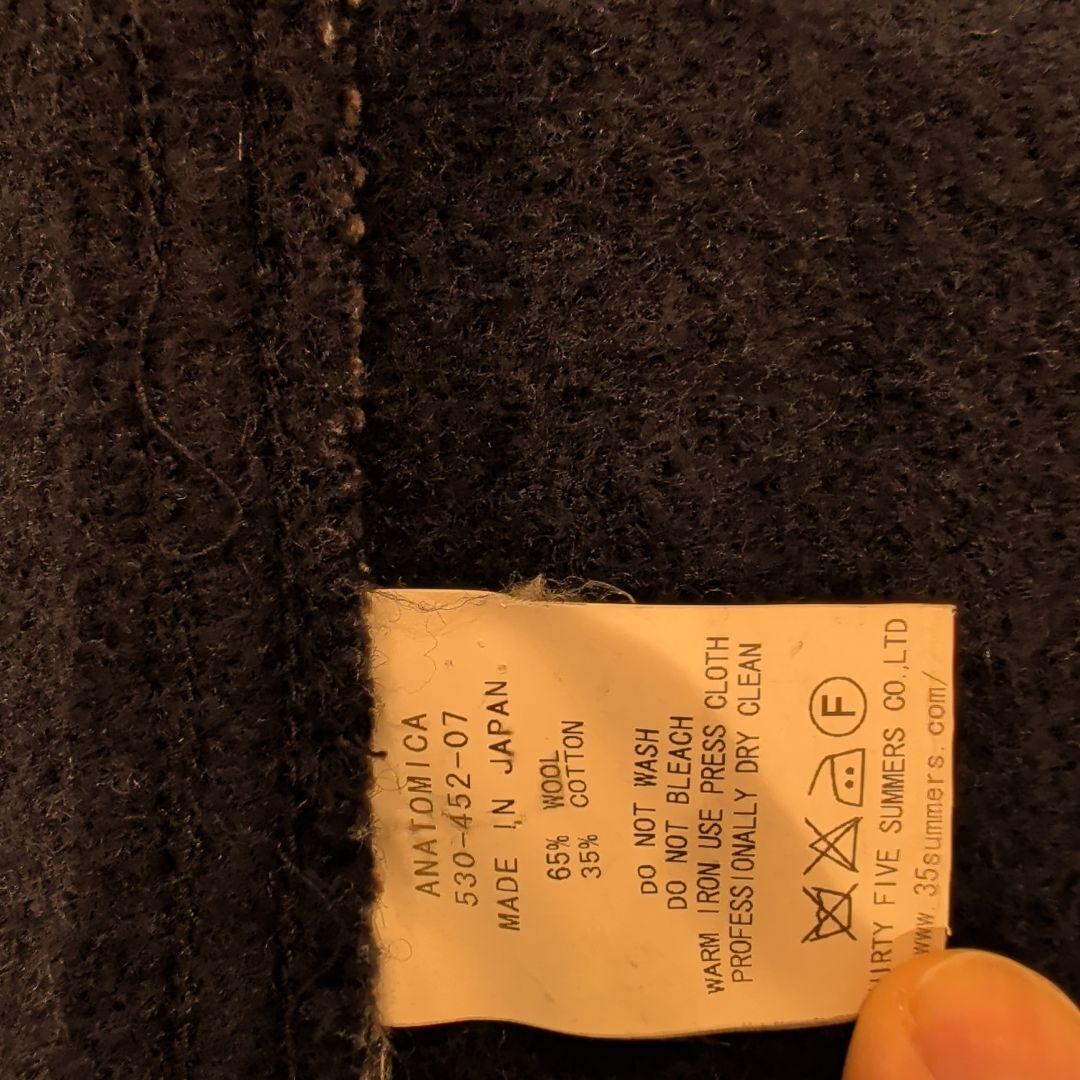 ANATOMICA
530-452-07
MADE IN JAPAN
65% WOOL
35% COTTON
DO NOT WASH
DO NOT BLEACH
WARM IRON USE PRESS CLOTH
PROFESSIONALLY DRY CLEAN
F
HIRTY FIVE SUMMERS CO.,LTD
www.35summers.com/